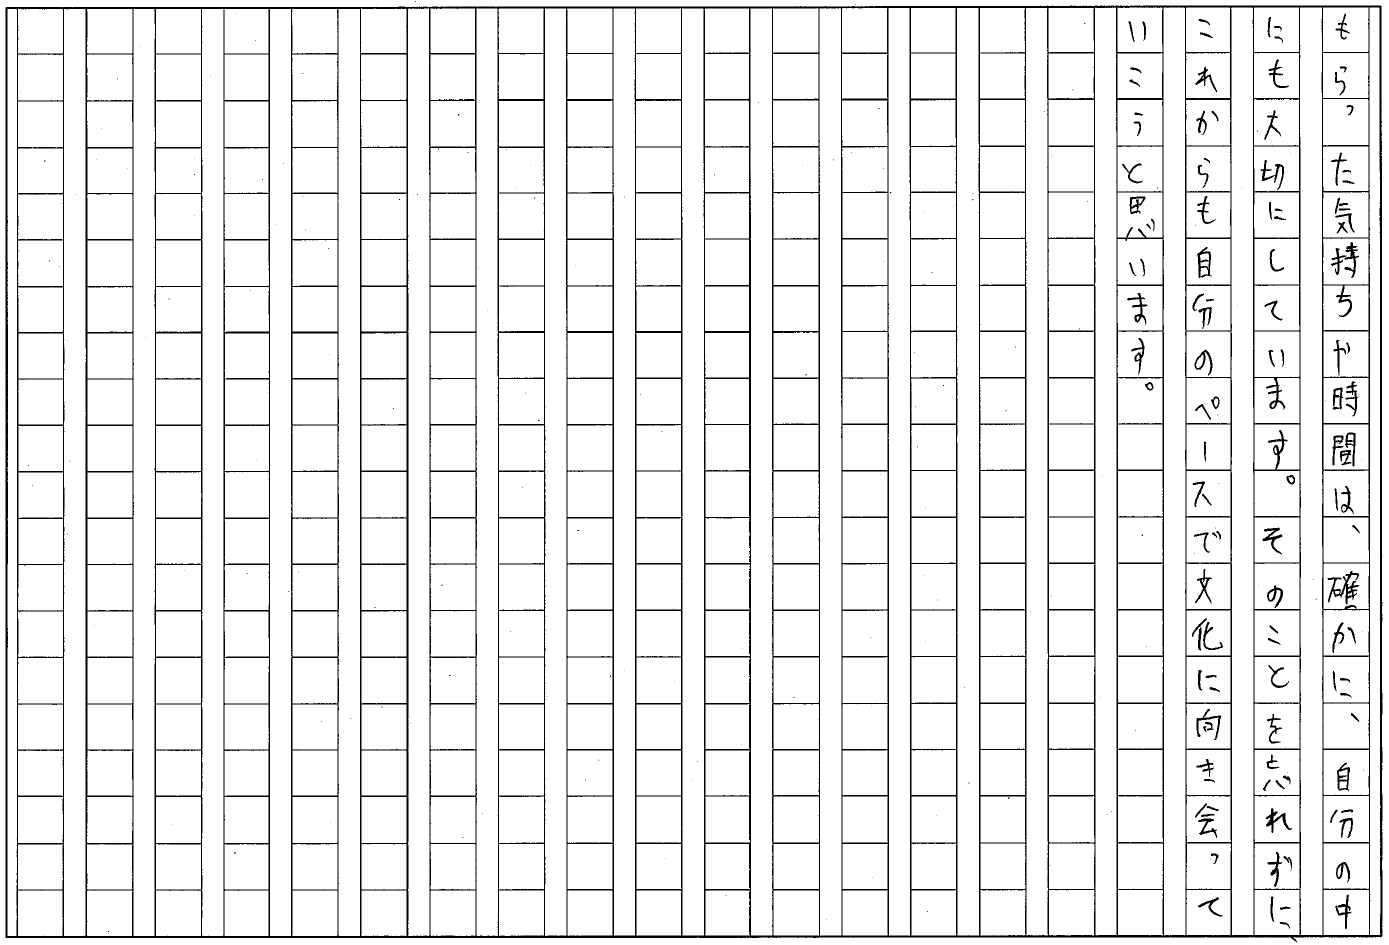 もらった気持ちや時間は、確かに、自分の中
にも大切にしています。そのことを忘れずに、
これからも自分のペースで文化に向き会って
いこうと思います。